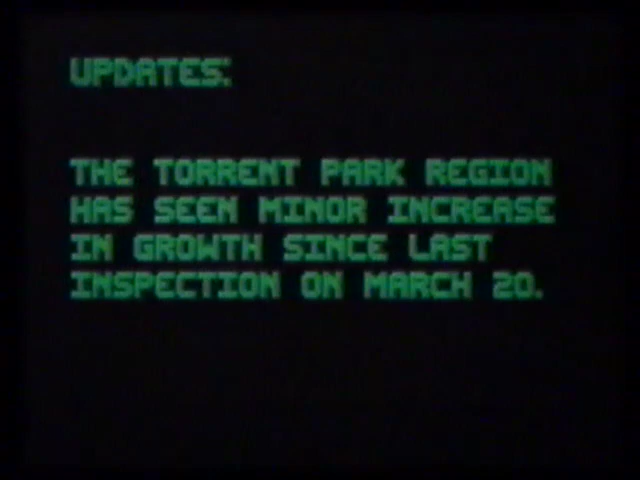 UPDATES:
THE TORRENT PARK REGION
HAS SEEN MINOR INCREASE
IN GROWTH SINCE LAST
INSPECTION ON MARCH 20.